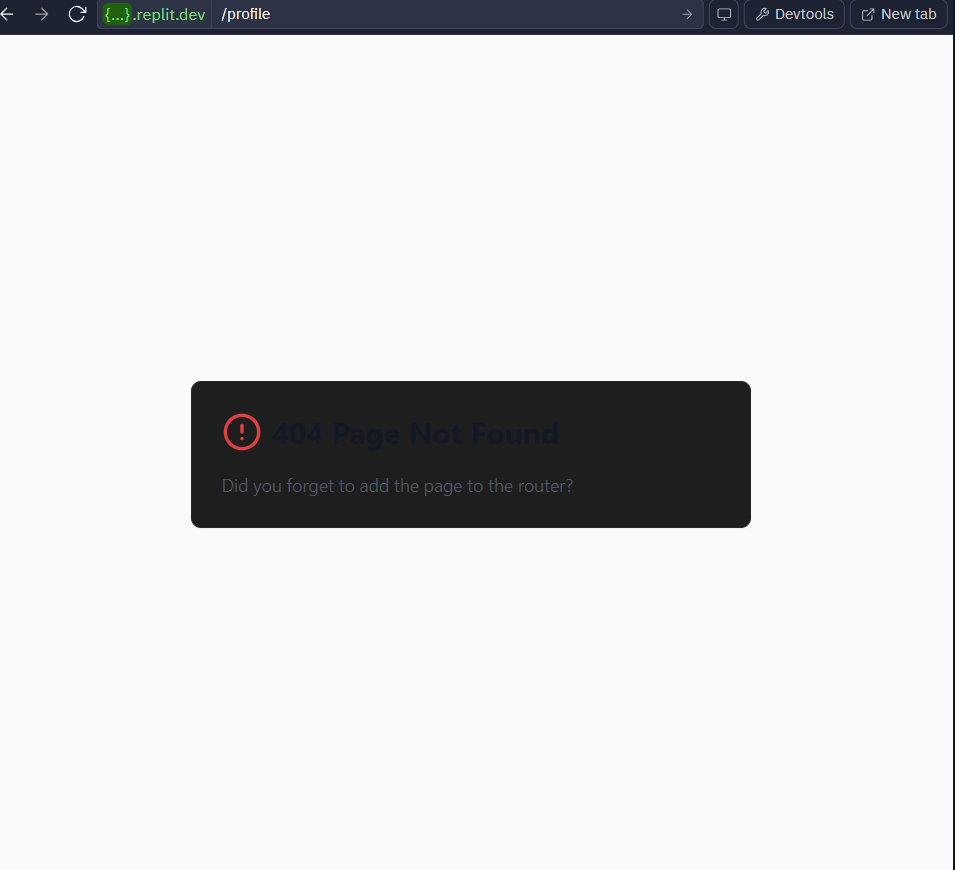 {...}.replit.dev /profile Devtools New tab
404 Page Not Found
Did you forget to add the page to the router?